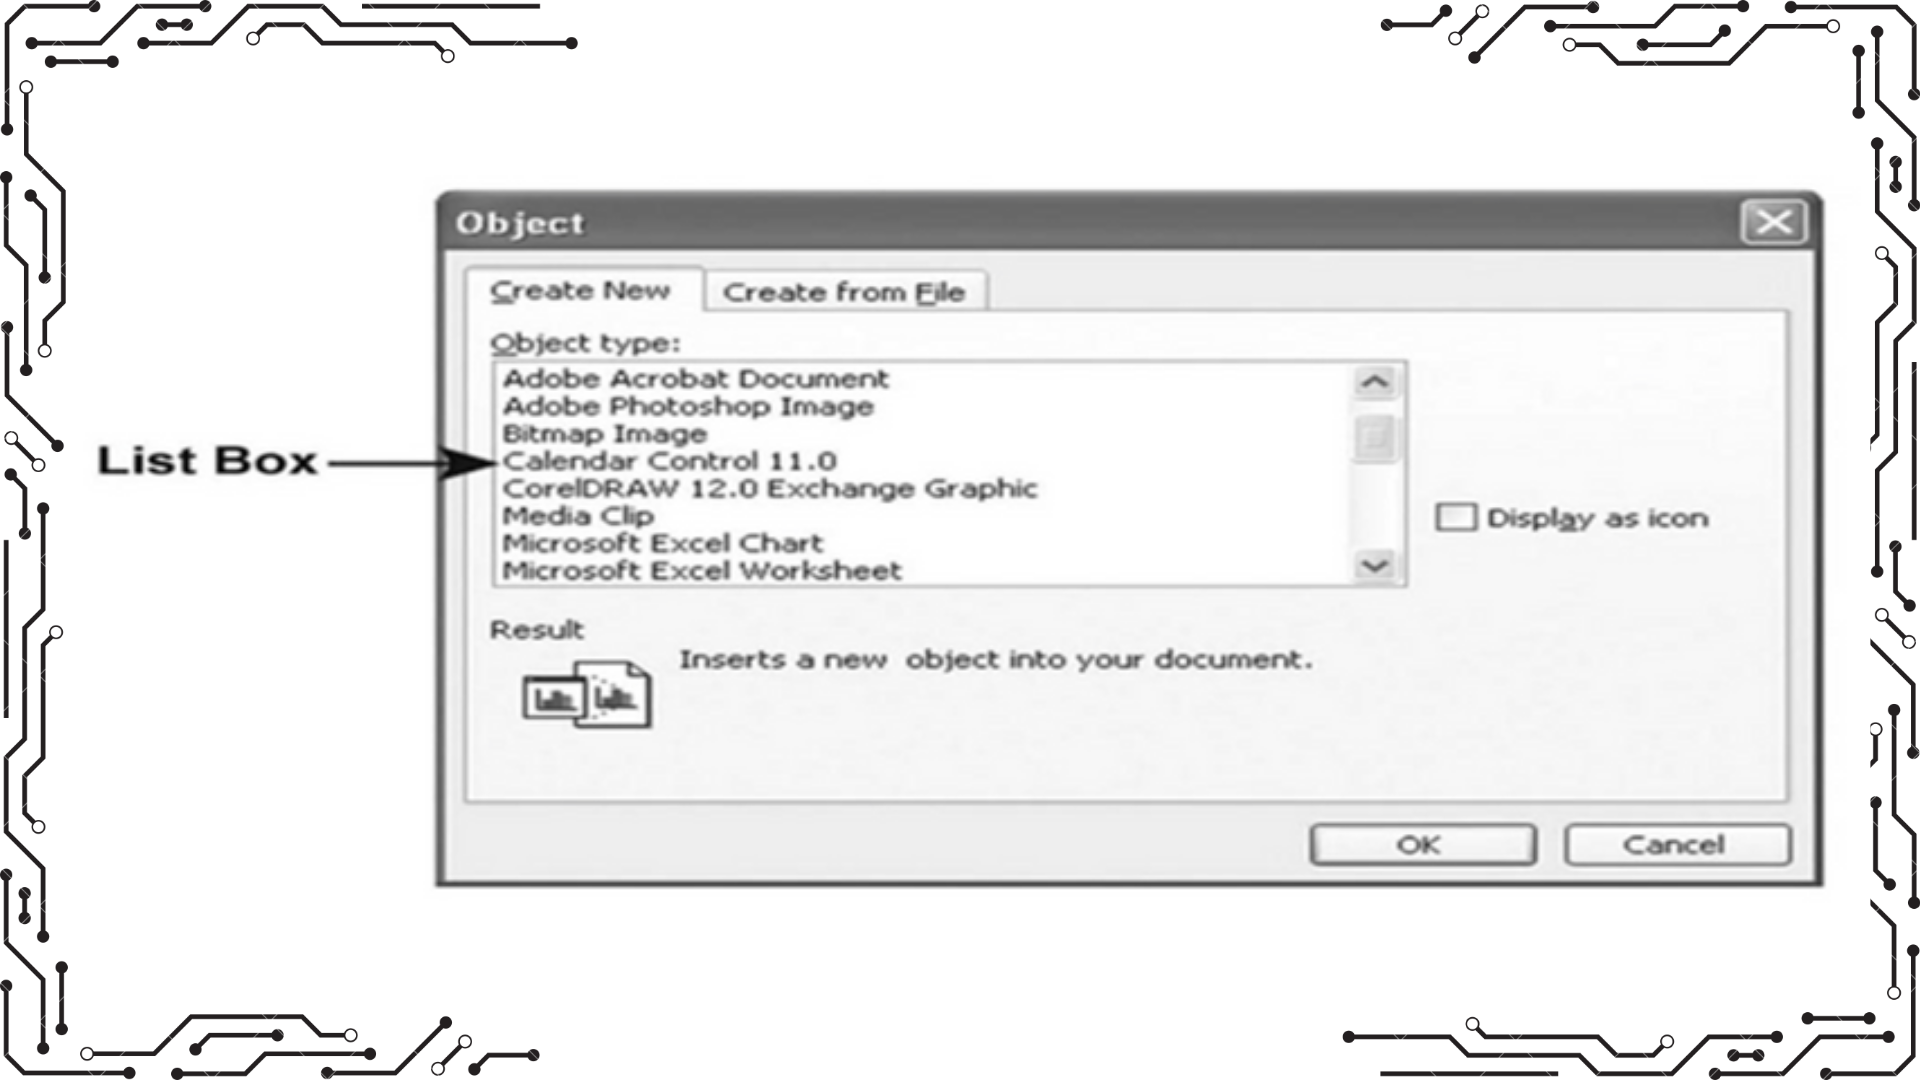 Object
Create New
Create from File
Object type:
Adobe Acrobat Document
Adobe Photoshop Image
Bitmap Image
List Box
Calendar Control 11.0
CorelDRAW 12.0 Exchange Graphic
Media Clip
Microsoft Excel Chart
Microsoft Excel Worksheet
Display as icon
Result
Inserts a new object into your document.
OK
Cancel